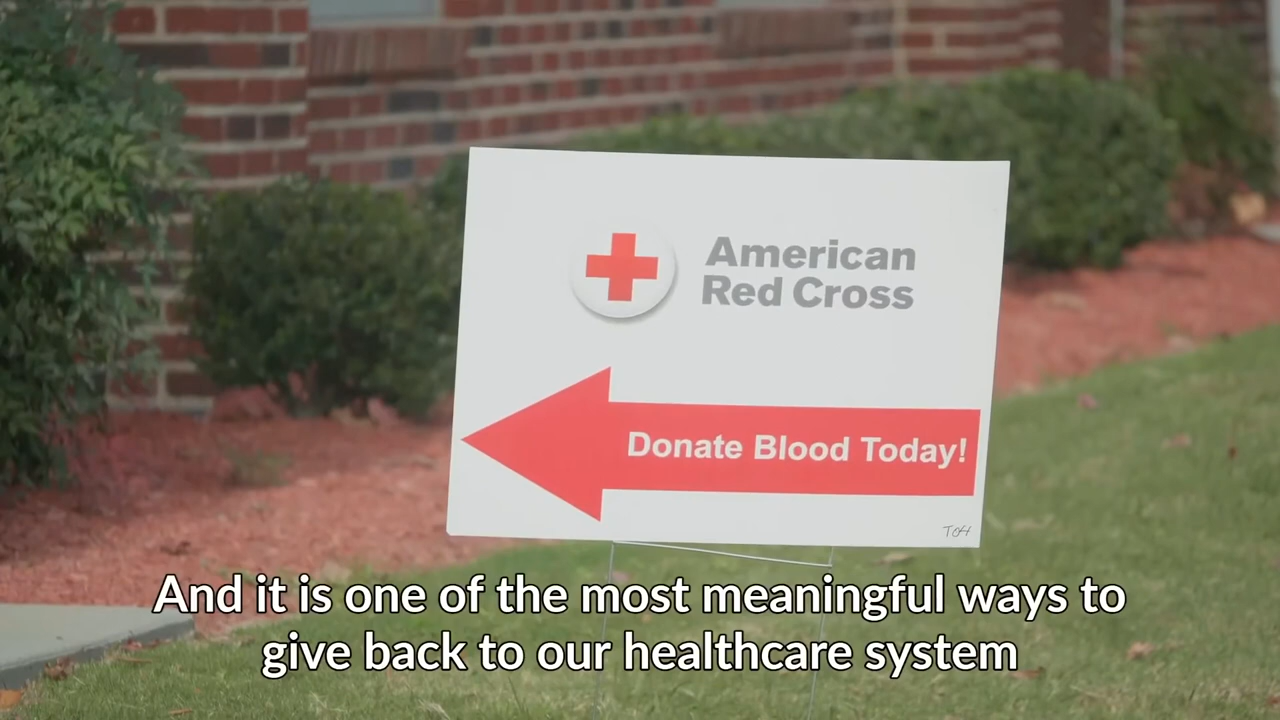 American
Red Cross
Donate Blood Today!
T04
And it is one of the most meaningful ways to
give back to our healthcare system